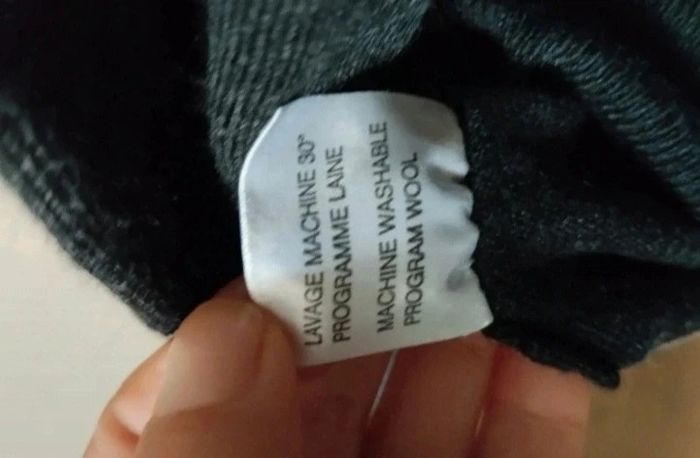 LAVAGE MACHINE 30°
PROGRAMME LAINE
MACHINE WASHABLE
PROGRAM WOOL